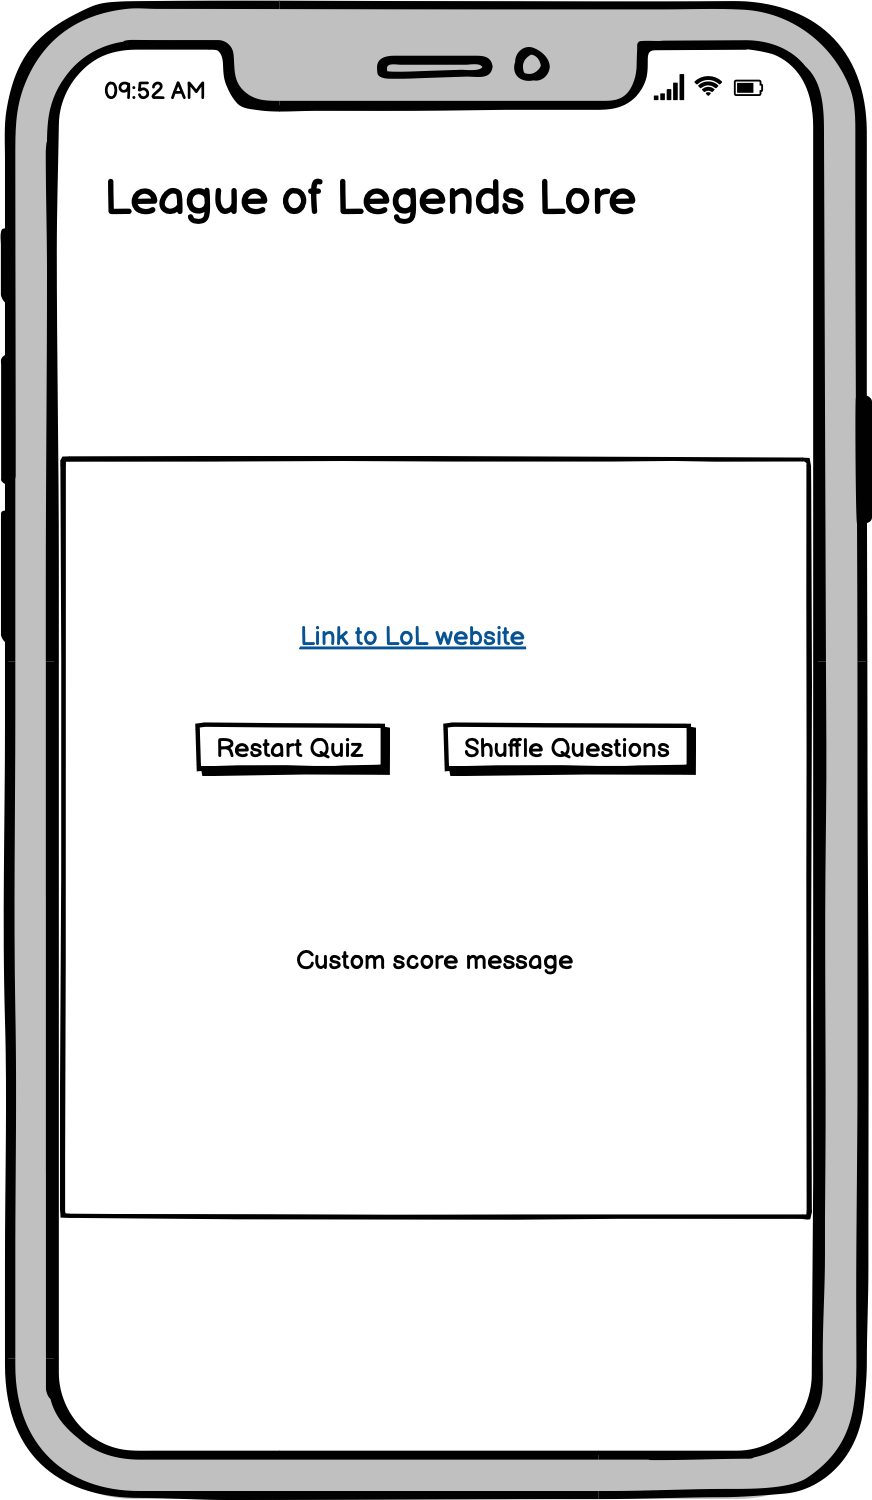 09:52 AM
League of Legends Lore
Link to LoL website
Restart Quiz
Shuffle Questions
Custom score message